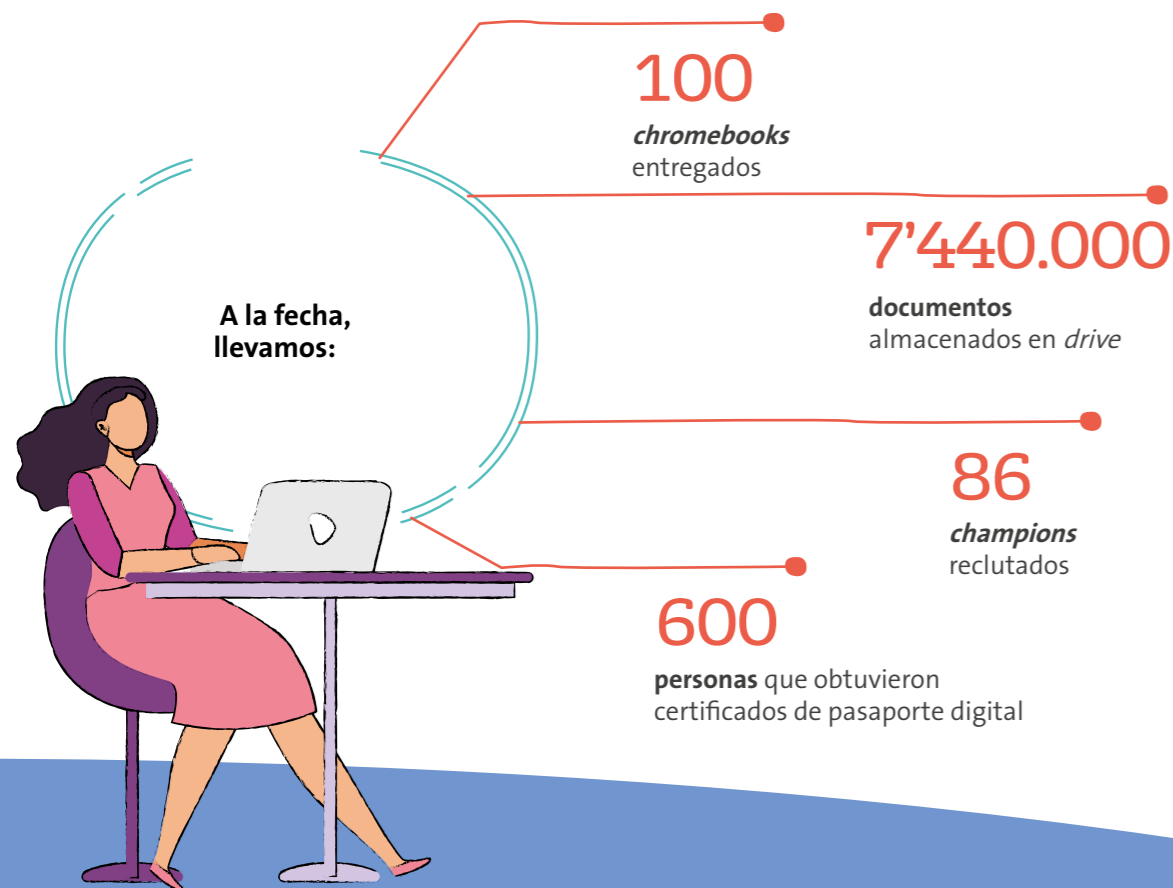 A la fecha,
llevamos:
100
chromebooks
entregados
7’440.000
documentos
almacenados en drive
86
champions
reclutados
600
personas que obtuvieron
certificados de pasaporte digital